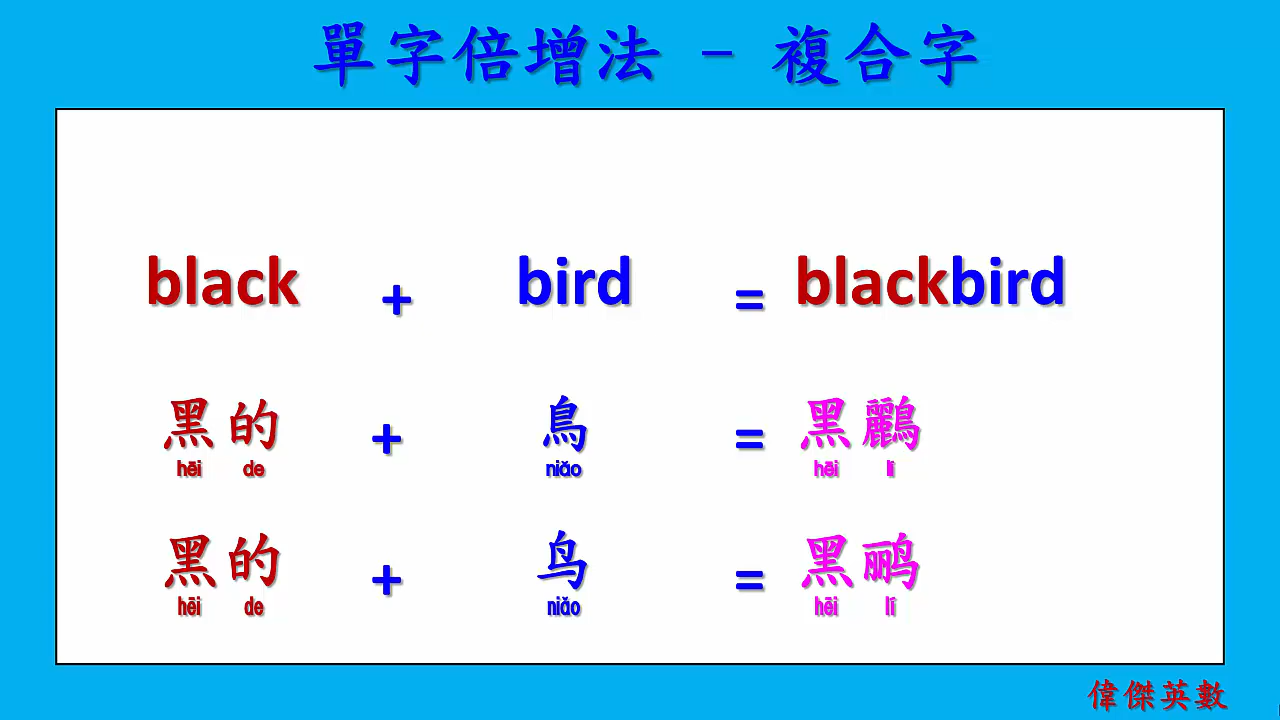 單字倍增法 - 複合字
black + bird = blackbird
黑的 + 鳥 = 黑鸝
hēi de niǎo hēi lí
黑的 + 鸟 = 黑鹂
hēi de niǎo hēi lí
偉傑英數